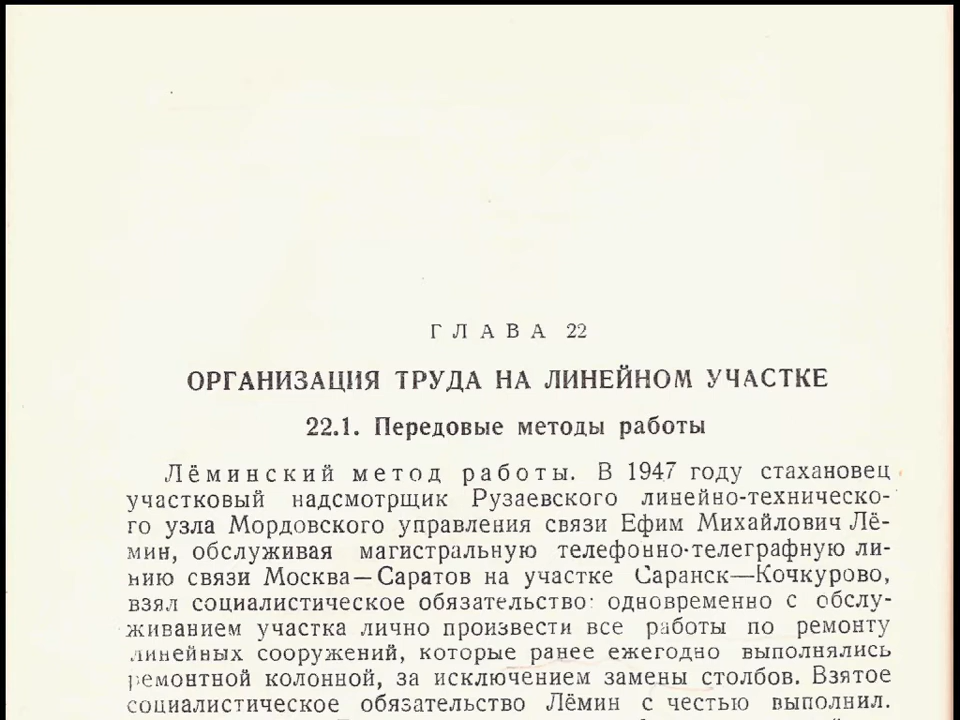 ГЛАВА 22
ОРГАНИЗАЦИЯ ТРУДА НА ЛИНЕЙНОМ УЧАСТКЕ
22.1. Передовые методы работы
Лёминский метод работы. В 1947 году стахановец
участковый надсмотрщик Рузаевского линейно-техническо-
го узла Мордовского управления связи Ефим Михайлович Лё-
мин, обслуживая магистральную телефонно-телеграфную ли-
нию связи Москва—Саратов на участке Саранск—Кочкурово,
взял социалистическое обязательство: одновременно с обслу-
живанием участка лично произвести все работы по ремонту
линейных сооружений, которые ранее ежегодно выполнялись
ремонтной колонной, за исключением замены столбов. Взятое
социалистическое обязательство Лёмин с честью выполнил.